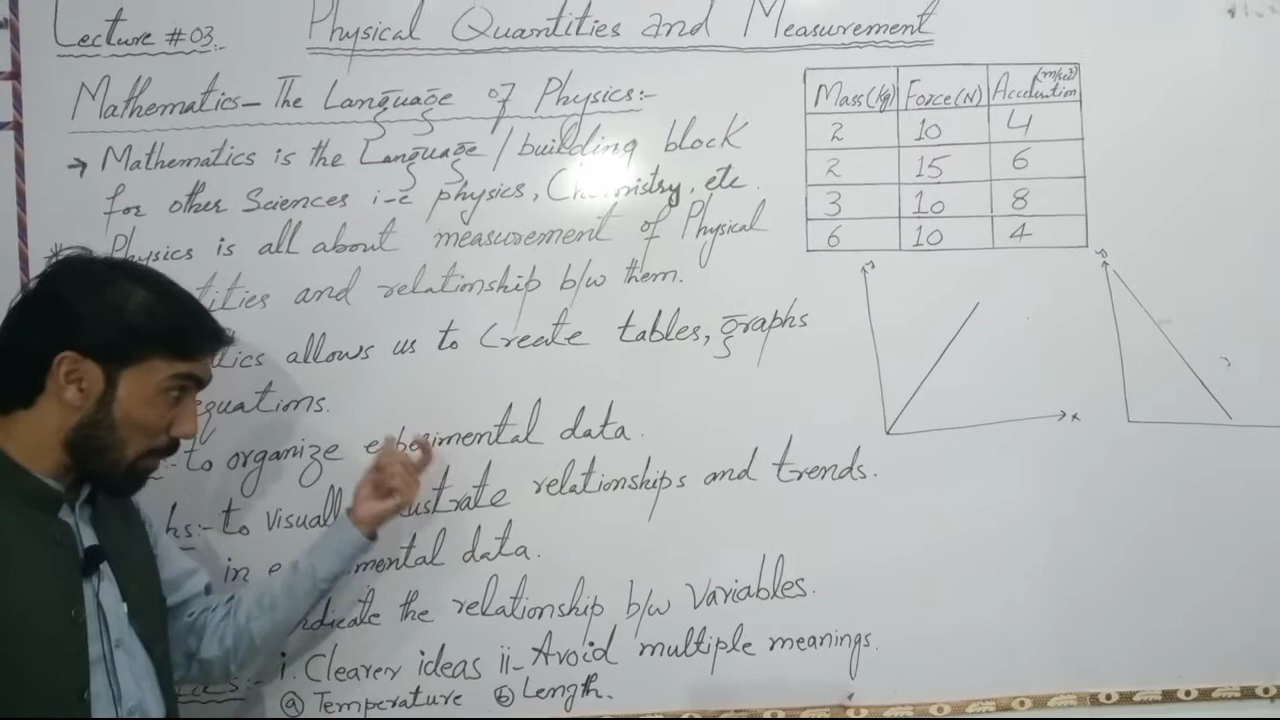 Lecture #03:- Physical Quantities and Measurement
Mathematics – The Language of Physics:-
→ Mathematics is the Language / building block
for other Sciences i-e physics, Chemistry, etc.
Physics is all about measurement of Physical
and relationship b/w them.
allows us to Create tables, graphs
equations.
to organize experimental data.
:- to visuall relationships and trends.
in data.
the relationship b/w Variables.
i. Clearer ideas ii- Avoid multiple meanings.
ⓐ Temperature ⓑ Length.
Mass (kg) Force (N) Acceleration (m/sec²)
2 10 4
2 15 6
3 10 8
6 10 4
x